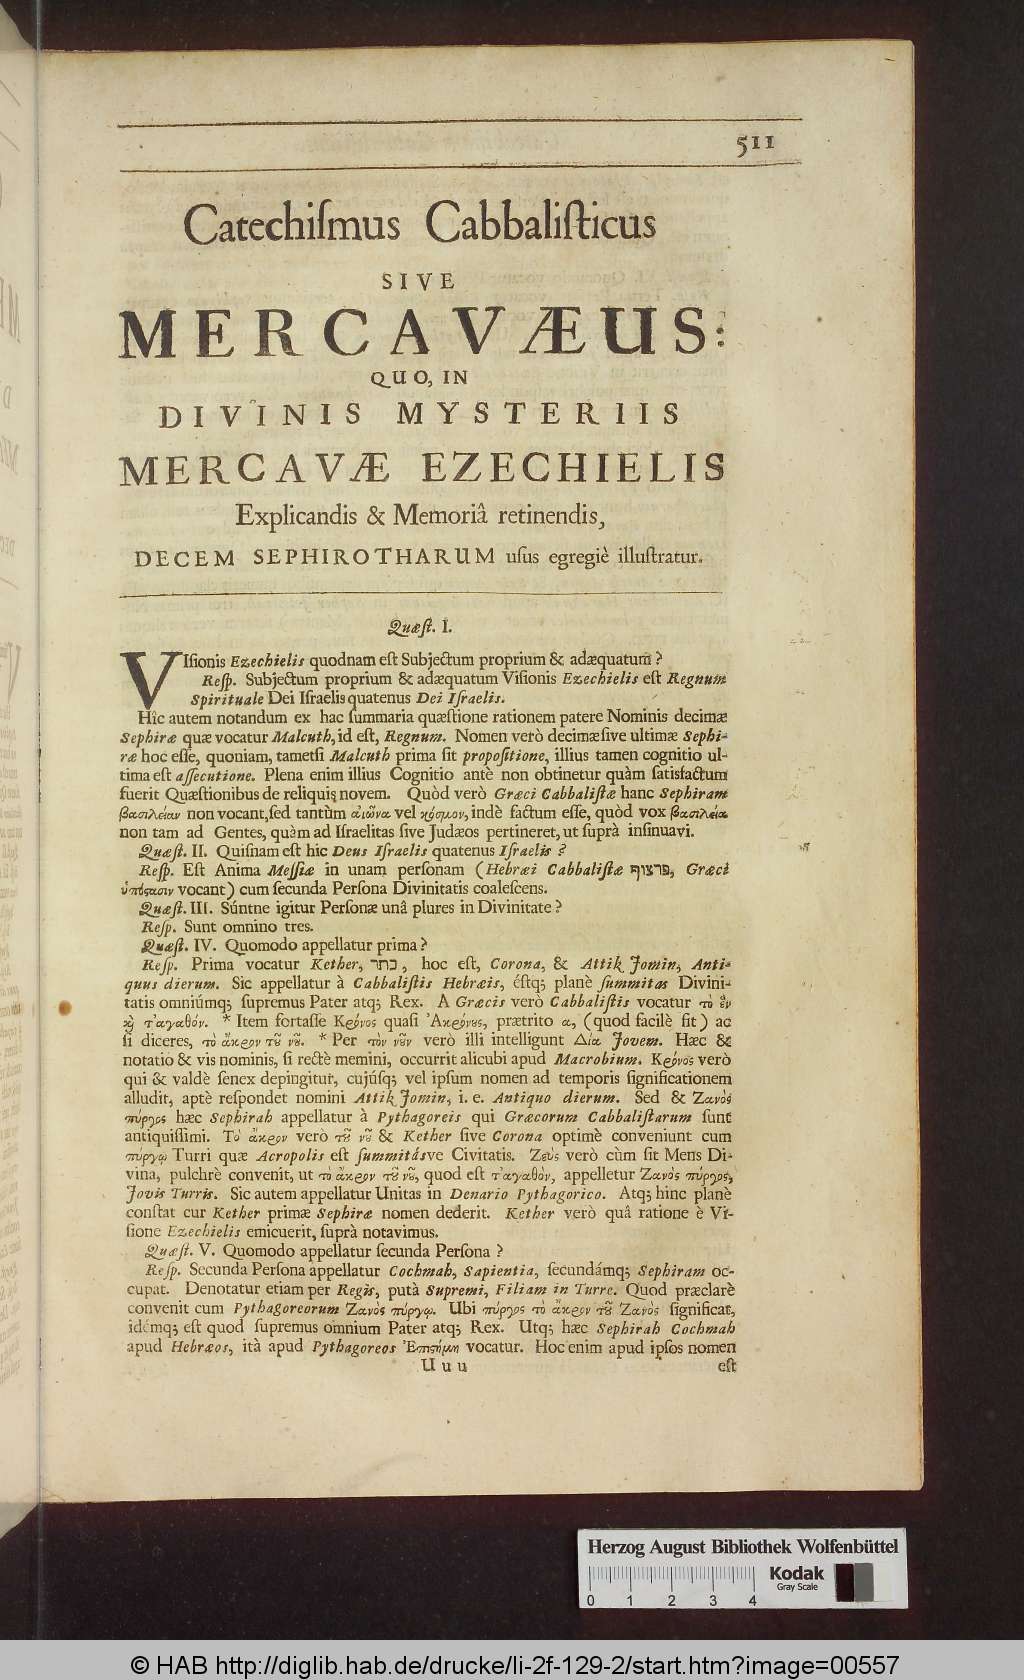 511
Catechiſmus Cabbaliſticus
SIVE
MERCAVÆUS:
QUO, IN
DIVINIS MYSTERIIS
MERCAVÆ EZECHIELIS
Explicandis & Memoriâ retinendis,
DECEM SEPHIROTHARUM uſus egregiè illuſtratur.
Quæſt. I.
VIſionis Ezechielis quodnam eſt Subjectum proprium & adæquatum?
Reſp. Subjectum proprium & adæquatum Viſionis Ezechielis eſt Regnum
Spirituale Dei Iſraelis quatenus Dei Iſraelis.
Hîc autem notandum ex hac ſummaria quæſtione rationem patere Nominis decimæ
Sephiræ quæ vocatur Malcuth, id eſt, Regnum. Nomen verò decimæ ſive ultimæ Sephi-
ræ hoc eſſe, quoniam, tametſi Malcuth prima ſit propoſitione, illius tamen cognitio ul-
tima eſt aſſecutione. Plena enim illius Cognitio antè non obtinetur quàm ſatisfactum
fuerit Quæſtionibus de reliquis novem. Quòd verò Græci Cabbaliſtæ hanc Sephiram
βασιλείαν non vocant, ſed tantùm αἰῶνα vel κόσμον, indè factum eſſe, quòd vox βασιλεία
non tam ad Gentes, quàm ad Iſraelitas ſive Judæos pertineret, ut ſuprà inſinuavi.
Quæſt. II. Quiſnam eſt hic Deus Iſraelis quatenus Iſraelis?
Reſp. Eſt Anima Meſſiæ in unam perſonam (Hebræi Cabbaliſtæ פרצוף, Græci
ὑπόςασιν vocant) cum ſecunda Perſona Divinitatis coaleſcens.
Quæſt. III. Súntne igitur Perſonæ unâ plures in Divinitate?
Reſp. Sunt omnino tres.
Quæſt. IV. Quomodo appellatur prima?
Reſp. Prima vocatur Kether, כתר, hoc eſt, Corona, & Attik Jomin, Anti-
quus dierum. Sic appellatur à Cabbaliſtis Hebræis, éſtq; planè ſummitas Divini-
tatis omniúmq; ſupremus Pater atq; Rex. A Græcis verò Cabbaliſtis vocatur τὸ ἓν
ϗ τ'αγαθόν. * Item fortaſſe Κρόνος quaſi Ἀκρόνυς, prætrito α, (quod facilè fit) ac
ſi diceres, τὸ ἄκρον τȣ͂ νȣ͂. * Per τὸν νȣ͂ν verò illi intelligunt Δία Jovem. Hæc &
notatio & vis nominis, ſi rectè memini, occurrit alicubi apud Macrobium. Κρόνος verò
qui & valdè ſenex depingitur, cujúſq; vel ipſum nomen ad temporis ſignificationem
alludit, aptè reſpondet nomini Attik Jomin, i. e. Antiquo dierum. Sed & Ζανὸς
πύργος hæc Sephirah appellatur à Pythagoreis qui Græcorum Cabbaliſtarum ſunt
antiquiſſimi. Τὸ ἄκρον verò τȣ͂ νȣ͂ & Kether ſive Corona optimè conveniunt cum
πύργῳ Turri quæ Acropolis eſt ſummitásve Civitatis. Ζεὺς verò cùm ſit Mens Di-
vina, pulchrè convenit, ut τὸ ἄκρον τȣ͂ νȣ͂, quod eſt τ'αγαθὸν, appelletur Ζανὸς πύργος,
Jovis Turris. Sic autem appellatur Unitas in Denario Pythagorico. Atq; hinc planè
conſtat cur Kether primæ Sephiræ nomen dederit. Kether verò quâ ratione è Vi-
ſione Ezechielis emicuerit, ſuprà notavimus.
Quæſt. V. Quomodo appellatur ſecunda Perſona?
Reſp. Secunda Perſona appellatur Cochmah, Sapientia, ſecundámq; Sephiram oc-
cupat. Denotatur etiam per Regis, putà Supremi, Filiam in Turre. Quod præclarè
convenit cum Pythagoreorum Ζανὸς πύργῳ. Ubi πύργος τὸ ἄκρον τȣ͂ Ζανὸς ſignificat,
idémq; eſt quod ſupremus omnium Pater atq; Rex. Utq; hæc Sephirah Cochmah
apud Hebræos, ità apud Pythagoreos Ἐπιστήμη vocatur. Hoc enim apud ipſos nomen
Uuu
eſt
Herzog August Bibliothek Wolfenbüttel
Kodak
Gray Scale
0 1 2 3 4
© HAB http://diglib.hab.de/drucke/li-2f-129-2/start.htm?image=00557